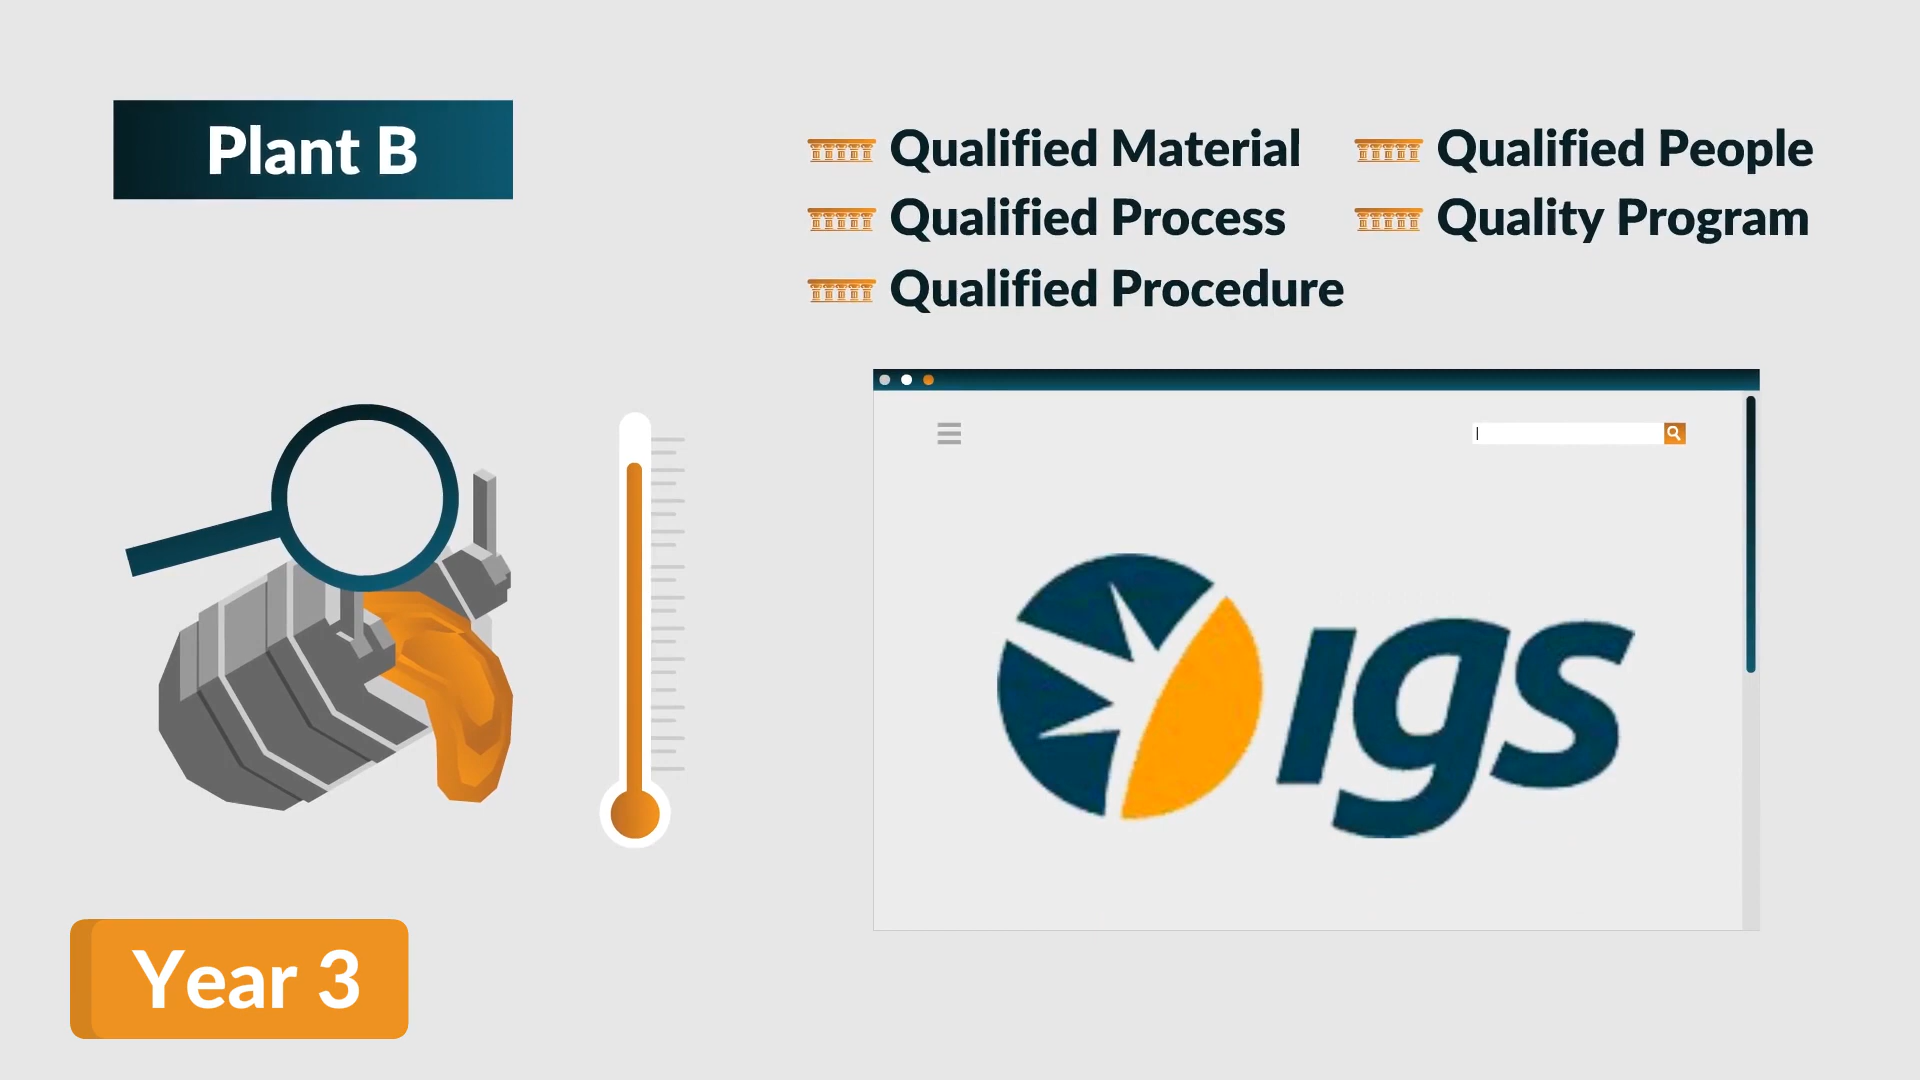 Plant B
Qualified Material
Qualified People
Qualified Process
Quality Program
Qualified Procedure
igs
Year 3